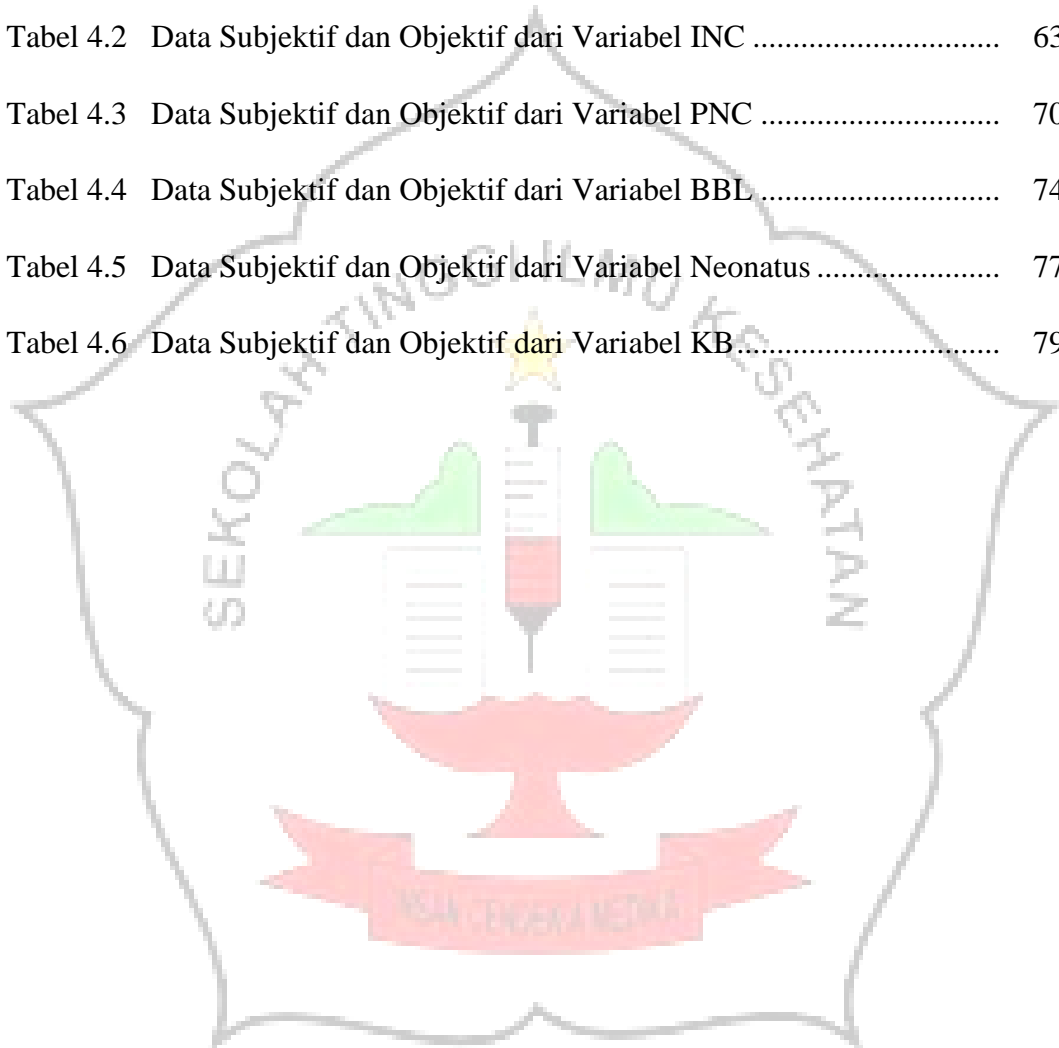 Tabel 4.2 Data Subjektif dan Objektif dari Variabel INC ............................ 63
Tabel 4.3 Data Subjektif dan Objektif dari Variabel PNC ........................... 70
Tabel 4.4 Data Subjektif dan Objektif dari Variabel BBL ............................ 74
Tabel 4.5 Data Subjektif dan Objektif dari Variabel Neonatus ..................... 77
Tabel 4.6 Data Subjektif dan Objektif dari Variabel KB.............................. 79
SEKOLAH TINGGI ILMU KESEHATAN
INSAN CENDEKIA MEDIKA